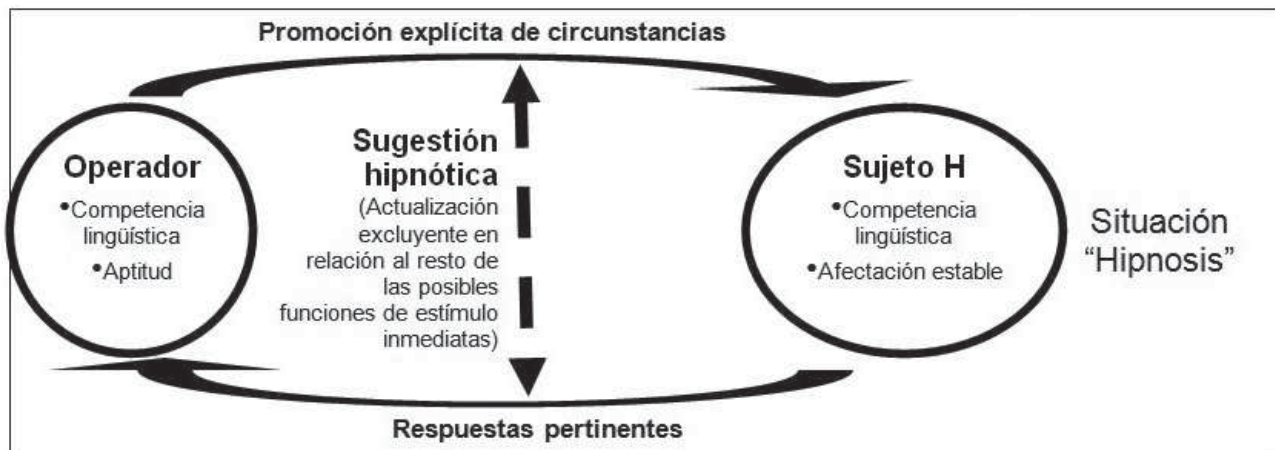 Promoción explícita de circunstancias
Operador
•Competencia
lingüística
•Aptitud
Sugestión
hipnótica
(Actualización
excluyente en
relación al resto de
las posibles
funciones de estímulo
inmediatas)
Sujeto H
•Competencia
lingüística
•Afectación estable
Situación
“Hipnosis”
Respuestas pertinentes